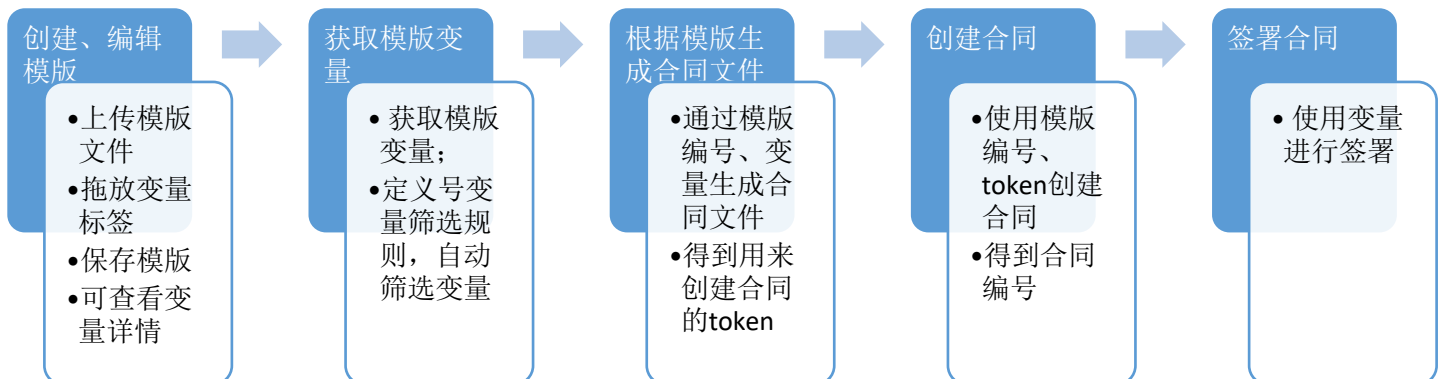 创建、编辑
模版
•上传模版
文件
•拖放变量
标签
•保存模版
•可查看变
量详情
获取模版变
量
• 获取模版
变量；
•定义号变
量筛选规
则，自动
筛选变量
根据模版生
成合同文件
•通过模版
编号、变
量生成合
同文件
•得到用来
创建合同
的token
创建合同
•使用模版
编号、
token创建
合同
•得到合同
编号
签署合同
• 使用变量
进行签署